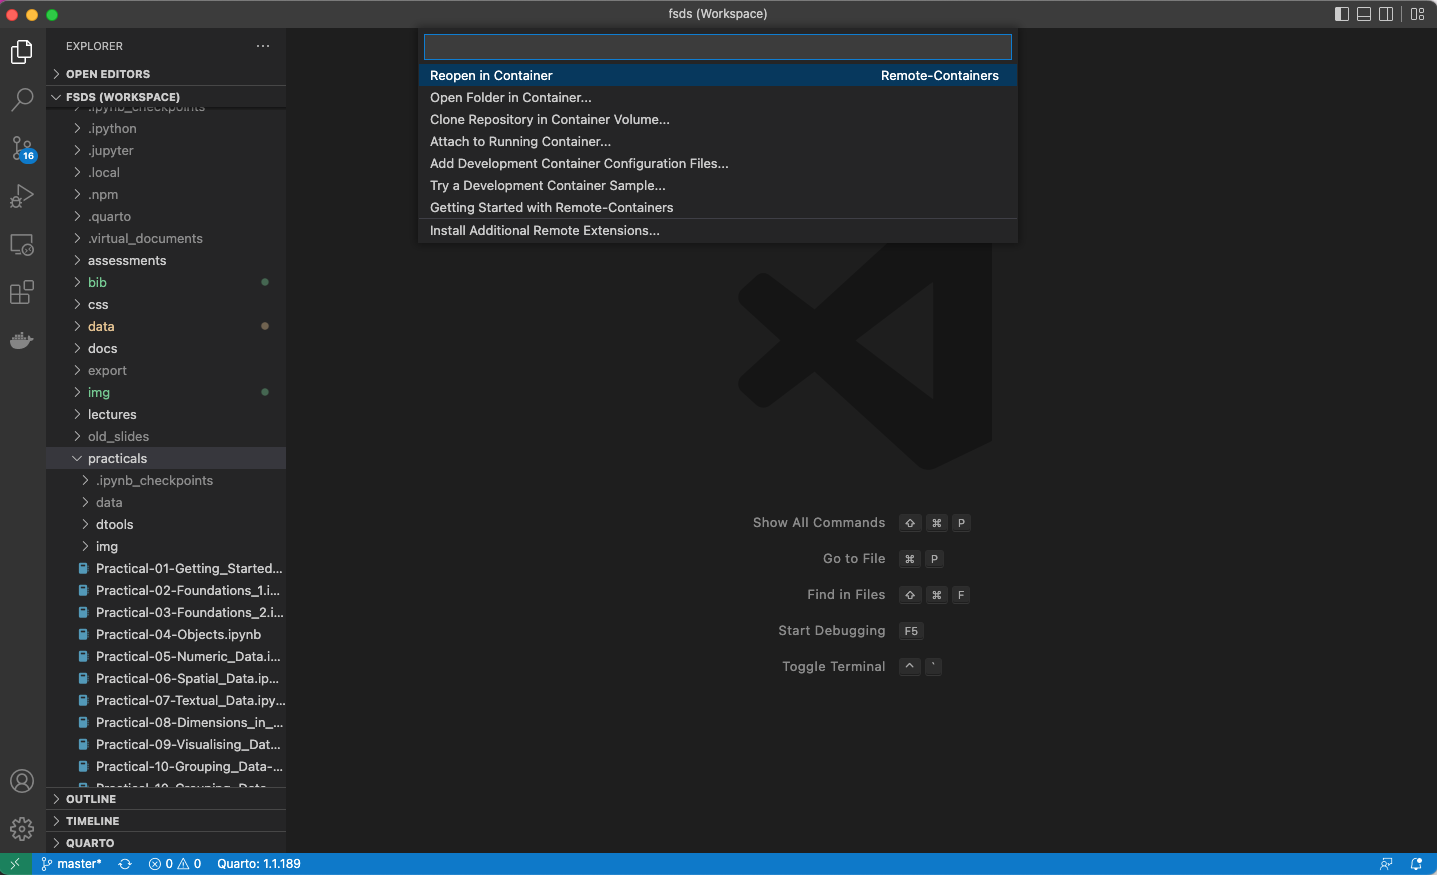 fsds (Workspace)
EXPLORER
OPEN EDITORS
FSDS (WORKSPACE)
.ipynb_checkpoints
.ipython
.jupyter
.local
.npm
.quarto
.virtual_documents
assessments
bib
css
data
docs
export
img
lectures
old_slides
practicals
.ipynb_checkpoints
data
dtools
img
Practical-01-Getting_Started...
Practical-02-Foundations_1.i...
Practical-03-Foundations_2.i...
Practical-04-Objects.ipynb
Practical-05-Numeric_Data.i...
Practical-06-Spatial_Data.ip...
Practical-07-Textual_Data.ipy...
Practical-08-Dimensions_in_...
Practical-09-Visualising_Dat...
Practical-10-Grouping_Data-...
OUTLINE
TIMELINE
QUARTO
16
Reopen in Container Remote-Containers
Open Folder in Container...
Clone Repository in Container Volume...
Attach to Running Container...
Add Development Container Configuration Files...
Try a Development Container Sample...
Getting Started with Remote-Containers
Install Additional Remote Extensions...
Show All Commands ⇧ ⌘ P
Go to File ⌘ P
Find in Files ⇧ ⌘ F
Start Debugging F5
Toggle Terminal ^ `
master* 0 0 Quarto: 1.1.189